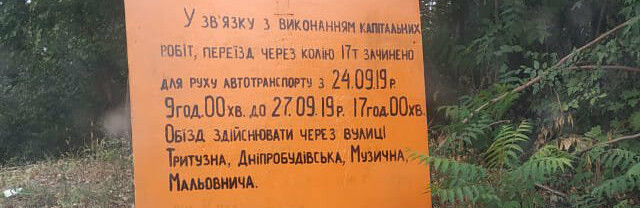 У зв'язку з виконанням капітальних
робіт, переїзд через колію 17т зачинено
для руху автотранспорту з 24.09.19 р.
9год.00хв. до 27.09.19р. 17год.00хв.
Обїзд здійснювати через вулиці
Тритузна, Дніпробудівська, Музична,
Мальовнича.